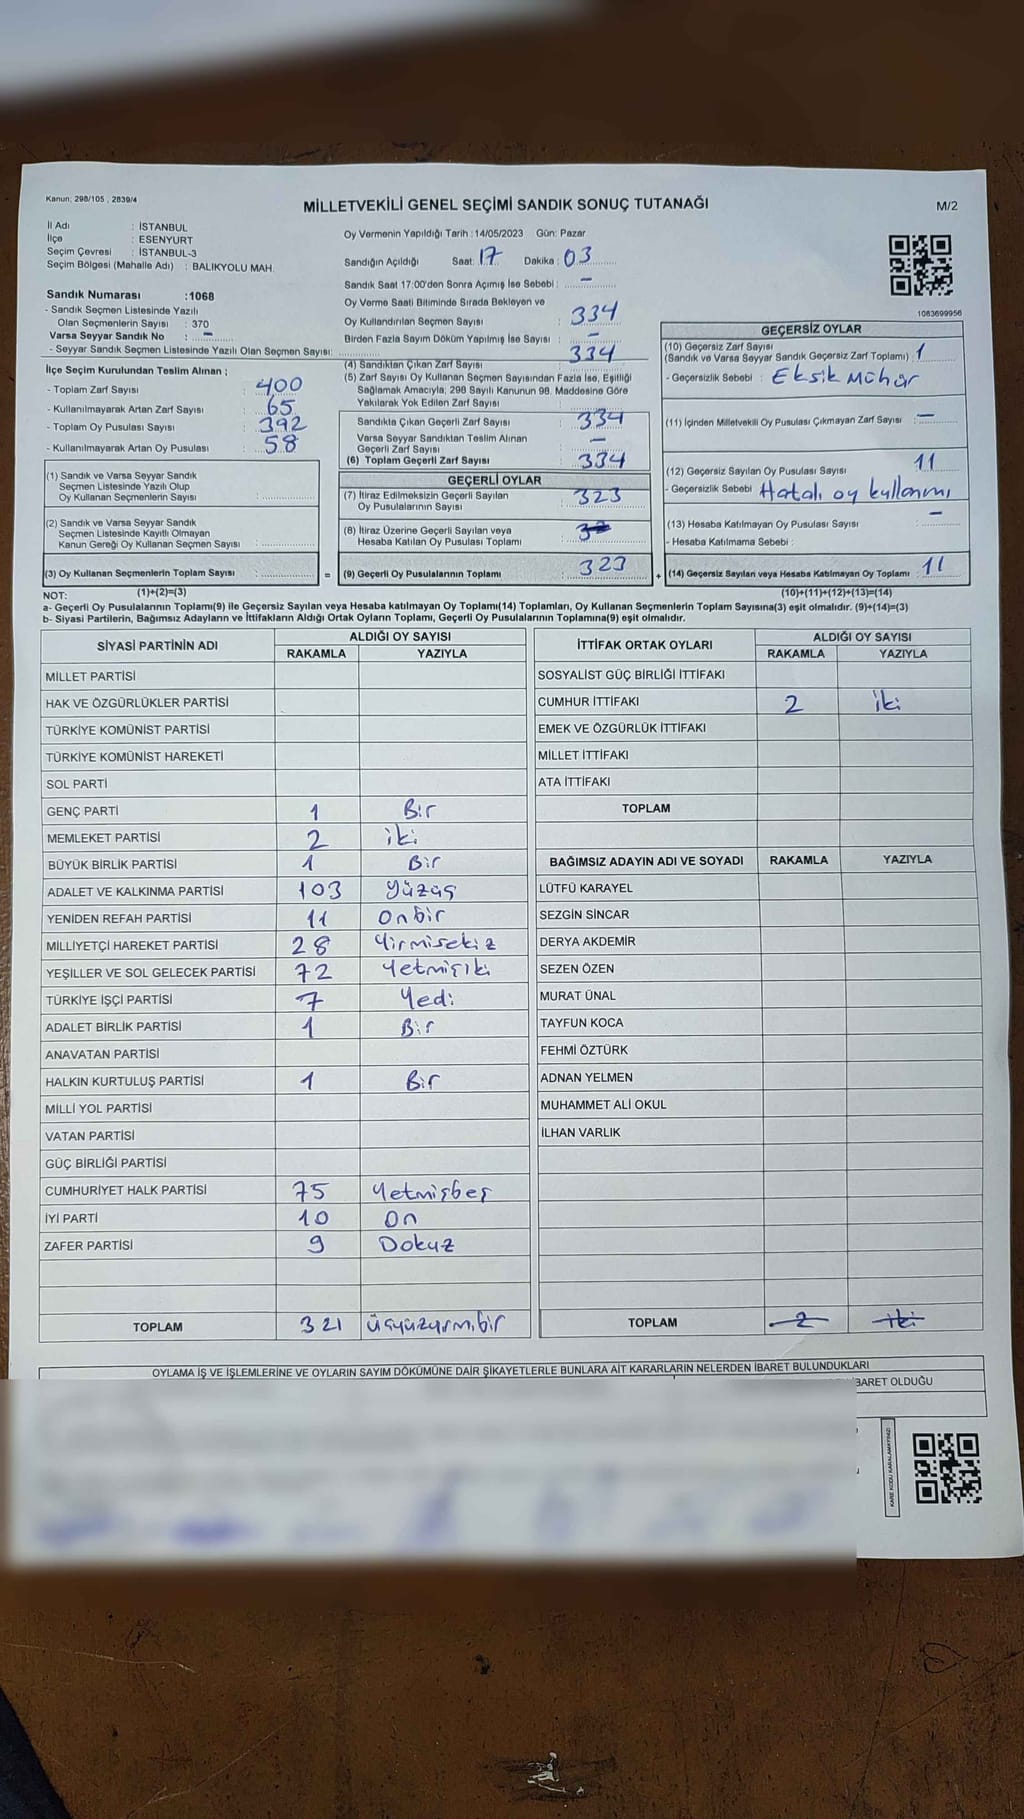 Kanun; 298/105 , 2839/4
MİLLETVEKİLİ GENEL SEÇİMİ SANDIK SONUÇ TUTANAĞI
M/2
İl Adı : İSTANBUL
İlçe : ESENYURT
Seçim Çevresi : İSTANBUL-3
Seçim Bölgesi (Mahalle Adı) : BALIKYOLU MAH.
Oy Vermenin Yapıldığı Tarih : 14/05/2023 Gün: Pazar
Sandığın Açıldığı Saat: 17 Dakika : 03
Sandık Saat 17:00'den Sonra Açımış İse Sebebi : -
Oy Verme Saati Bitiminde Sırada Bekleyen ve
Oy Kullandırılan Seçmen Sayısı : 334
Birden Fazla Sayım Döküm Yapılmış İse Sayısı : -
Sandık Numarası :1068
- Sandık Seçmen Listesinde Yazılı
Olan Seçmenlerin Sayısı : 370
Varsa Seyyar Sandık No : -
- Seyyar Sandık Seçmen Listesinde Yazılı Olan Seçmen Sayısı:
İlçe Seçim Kurulundan Teslim Alınan ;
- Toplam Zarf Sayısı : 400
- Kullanılmayarak Artan Zarf Sayısı : 65
- Toplam Oy Pusulası Sayısı : 392
- Kullanılmayarak Artan Oy Pusulası : 58
(4) Sandıktan Çıkan Zarf Sayısı : 334
(5) Zarf Sayısı Oy Kullanan Seçmen Sayısından Fazla İse, Eşitliği
Sağlamak Amacıyla; 298 Sayılı Kanunun 98. Maddesine Göre
Yakılarak Yok Edilen Zarf Sayısı
Sandıkta Çıkan Geçerli Zarf Sayısı : 334
Varsa Seyyar Sandıktan Teslim Alınan
Geçerli Zarf Sayısı : -
(6) Toplam Geçerli Zarf Sayısı : 334
1083699956
GEÇERSİZ OYLAR
(10) Geçersiz Zarf Sayısı
(Sandık ve Varsa Seyyar Sandık Geçersiz Zarf Toplamı) : 1
- Geçersizlik Sebebi : Eksik Mühür
(11) İçinden Milletvekili Oy Pusulası Çıkmayan Zarf Sayısı : -
(12) Geçersiz Sayılan Oy Pusulası Sayısı : 11
- Geçersizlik Sebebi : Hatalı oy kullanımı
(13) Hesaba Katılmayan Oy Pusulası Sayısı : -
- Hesaba Katılmama Sebebi :
(14) Geçersiz Sayılan veya Hesaba Katılmayan Oy Toplamı : 11
(10)+(11)+(12)+(13)=(14)
(1) Sandık ve Varsa Seyyar Sandık
Seçmen Listesinde Yazılı Olup
Oy Kullanan Seçmenlerin Sayısı :
(2) Sandık ve Varsa Seyyar Sandık
Seçmen Listesinde Kayıtlı Olmayan
Kanun Gereği Oy Kullanan Seçmen Sayısı :
(3) Oy Kullanan Seçmenlerin Toplam Sayısı : =
(1)+(2)=(3)
GEÇERLİ OYLAR
(7) İtiraz Edilmeksizin Geçerli Sayılan
Oy Pusulalarının Sayısı : 323
(8) İtiraz Üzerine Geçerli Sayılan veya
Hesaba Katılan Oy Pusulası Toplamı :
(9) Geçerli Oy Pusulalarının Toplamı : 323 +
NOT:
a- Geçerli Oy Pusulalarının Toplamı(9) ile Geçersiz Sayılan veya Hesaba katılmayan Oy Toplamı(14) Toplamları, Oy Kullanan Seçmenlerin Toplam Sayısına(3) eşit olmalıdır. (9)+(14)=(3)
b- Siyasi Partilerin, Bağımsız Adayların ve İttifakların Aldığı Ortak Oyların Toplamı, Geçerli Oy Pusulalarının Toplamına(9) eşit olmalıdır.
SİYASİ PARTİNİN ADI ALDIĞI OY SAYISI
RAKAMLA YAZIYLA
MİLLET PARTİSİ
HAK VE ÖZGÜRLÜKLER PARTİSİ
TÜRKİYE KOMÜNİST PARTİSİ
TÜRKİYE KOMÜNİST HAREKETİ
SOL PARTİ
GENÇ PARTİ 1 Bir
MEMLEKET PARTİSİ 2 iki
BÜYÜK BİRLİK PARTİSİ 1 Bir
ADALET VE KALKINMA PARTİSİ 103 Yüzüç
YENİDEN REFAH PARTİSİ 11 Onbir
MİLLİYETÇİ HAREKET PARTİSİ 28 Yirmisekiz
YEŞİLLER VE SOL GELECEK PARTİSİ 72 Yetmişiki
TÜRKİYE İŞÇİ PARTİSİ 7 Yedi
ADALET BİRLİK PARTİSİ 1 Bir
ANAVATAN PARTİSİ
HALKIN KURTULUŞ PARTİSİ 1 Bir
MİLLİ YOL PARTİSİ
VATAN PARTİSİ
GÜÇ BİRLİĞİ PARTİSİ
CUMHURİYET HALK PARTİSİ 75 Yetmişbeş
İYİ PARTİ 10 On
ZAFER PARTİSİ 9 Dokuz
TOPLAM 321 üçyüzyirmibir
İTTİFAK ORTAK OYLARI ALDIĞI OY SAYISI
RAKAMLA YAZIYLA
SOSYALİST GÜÇ BİRLİĞİ İTTİFAKI
CUMHUR İTTİFAKI 2 iki
EMEK VE ÖZGÜRLÜK İTTİFAKI
MİLLET İTTİFAKI
ATA İTTİFAKI
TOPLAM
BAĞIMSIZ ADAYIN ADI VE SOYADI RAKAMLA YAZIYLA
LÜTFÜ KARAYEL
SEZGİN SİNCAR
DERYA AKDEMİR
SEZEN ÖZEN
MURAT ÜNAL
TAYFUN KOCA
FEHMİ ÖZTÜRK
ADNAN YELMEN
MUHAMMET ALİ OKUL
İLHAN VARLIK
TOPLAM 2 iki
OYLAMA İŞ VE İŞLEMLERİNE VE OYLARIN SAYIM DÖKÜMÜNE DAİR ŞİKAYETLERLE BUNLARA AİT KARARLARIN NELERDEN İBARET BULUNDUKLARI
İBARET OLDUĞU
KARE KODU KARALAMAYINIZ!